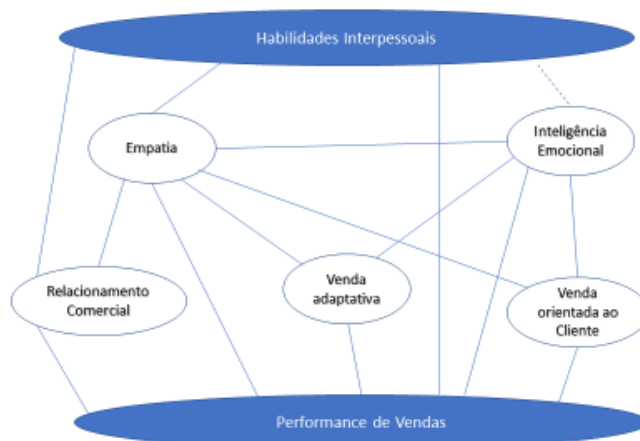 Habilidades Interpessoais
Empatia
Inteligência
Emocional
Relacionamento
Comercial
Venda
adaptativa
Venda
orientada ao
Cliente
Performance de Vendas